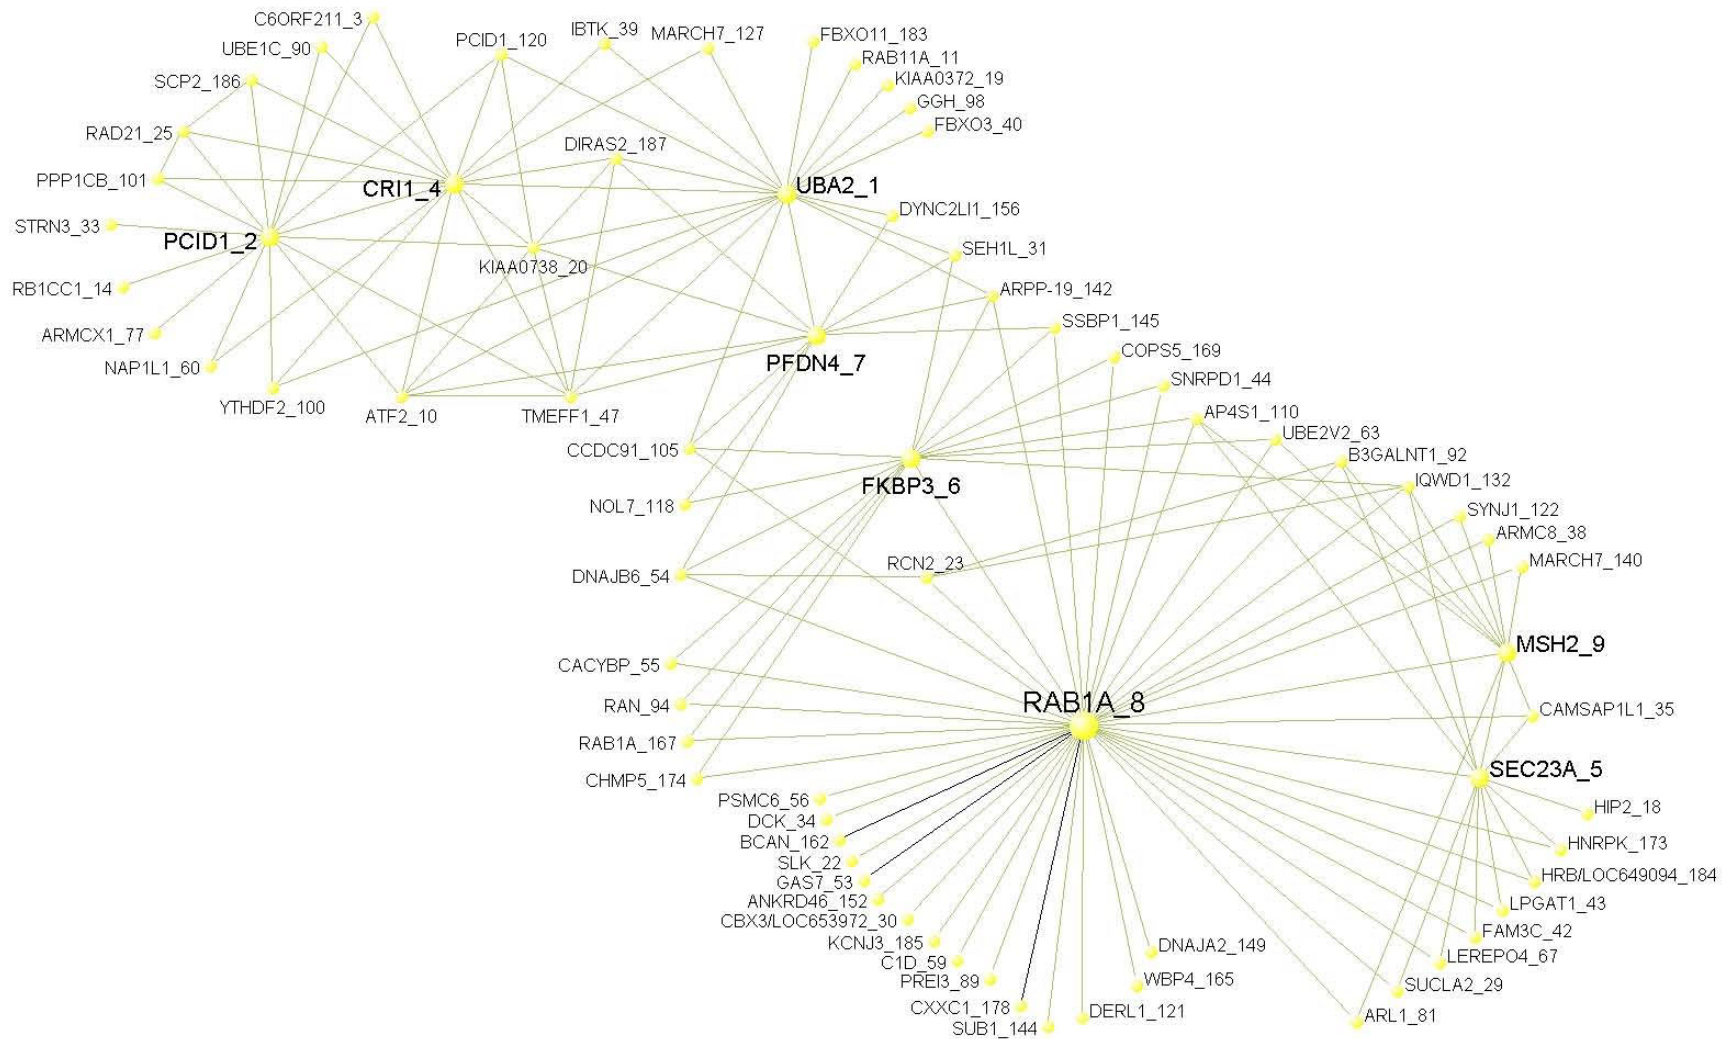 C6ORF211_3
UBE1C_90
PCID1_120
IBTK_39
MARCH7_127
FBXO11_183
RAB11A_11
KIAA0372_19
GGH_98
FBXO3_40
SCP2_186
RAD21_25
DIRAS2_187
PPP1CB_101
CRI1_4
UBA2_1
DYNC2LI1_156
STRN3_33
PCID1_2
SEH1L_31
KIAA0738_20
RB1CC1_14
ARPP-19_142
SSBP1_145
ARMCX1_77
COPS5_169
NAP1L1_60
PFDN4_7
SNRPD1_44
YTHDF2_100
ATF2_10
TMEFF1_47
AP4S1_110
UBE2V2_63
CCDC91_105
B3GALNT1_92
FKBP3_6
IQWD1_132
NOL7_118
SYNJ1_122
ARMC8_38
RCN2_23
MARCH7_140
DNAJB6_54
MSH2_9
CACYBP_55
RAB1A_8
RAN_94
CAMSAP1L1_35
RAB1A_167
SEC23A_5
CHMP5_174
PSMC6_56
HIP2_18
DCK_34
BCAN_162
HNRPK_173
SLK_22
GAS7_53
HRB/LOC649094_184
ANKRD46_152
LPGAT1_43
CBX3/LOC653972_30
FAM3C_42
KCNJ3_185
DNAJA2_149
LEREPO4_67
C1D_59
PREI3_89
WBP4_165
SUCLA2_29
CXXC1_178
DERL1_121
ARL1_81
SUB1_144